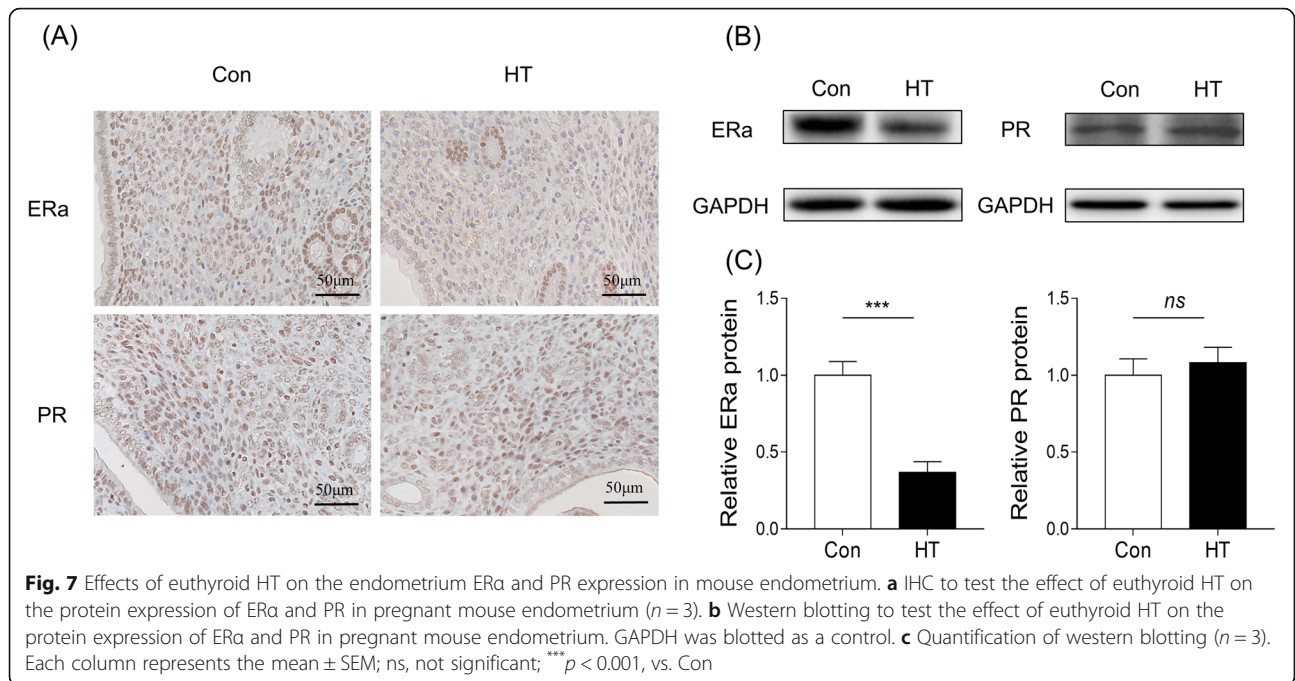 (A)
Con HT
ERa
50μm 50μm
PR
50μm 50μm
(B)
Con HT Con HT
ERa PR
GAPDH GAPDH
(C)
Relative ERa protein
1.5
1.0
0.5
0.0
***
Con HT
Relative PR protein
1.5
1.0
0.5
0.0
ns
Con HT
Fig. 7 Effects of euthyroid HT on the endometrium ERα and PR expression in mouse endometrium. a IHC to test the effect of euthyroid HT on
the protein expression of ERα and PR in pregnant mouse endometrium (n = 3). b Western blotting to test the effect of euthyroid HT on the
protein expression of ERα and PR in pregnant mouse endometrium. GAPDH was blotted as a control. c Quantification of western blotting (n = 3).
Each column represents the mean ± SEM; ns, not significant; ***p < 0.001, vs. Con